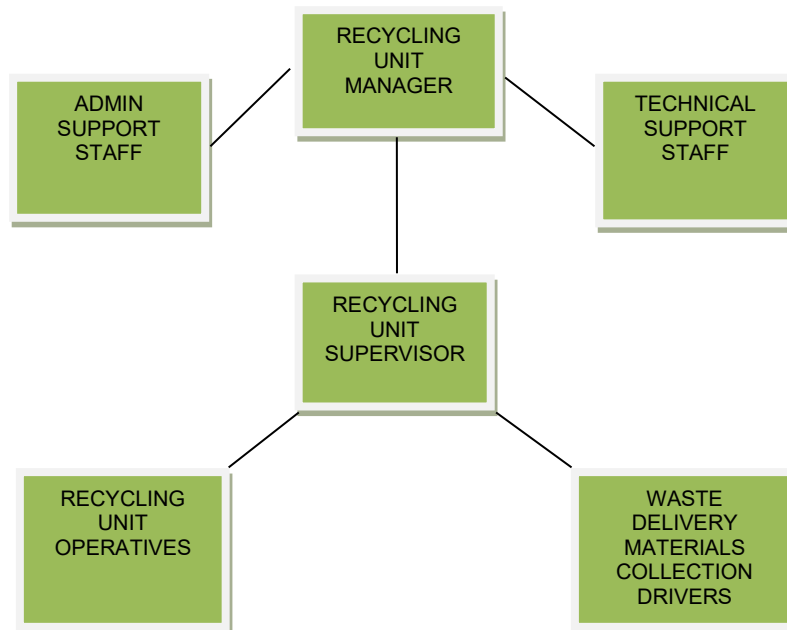 RECYCLING
UNIT
MANAGER
ADMIN
SUPPORT
STAFF
TECHNICAL
SUPPORT
STAFF
RECYCLING
UNIT
SUPERVISOR
RECYCLING
UNIT
OPERATIVES
WASTE
DELIVERY
MATERIALS
COLLECTION
DRIVERS